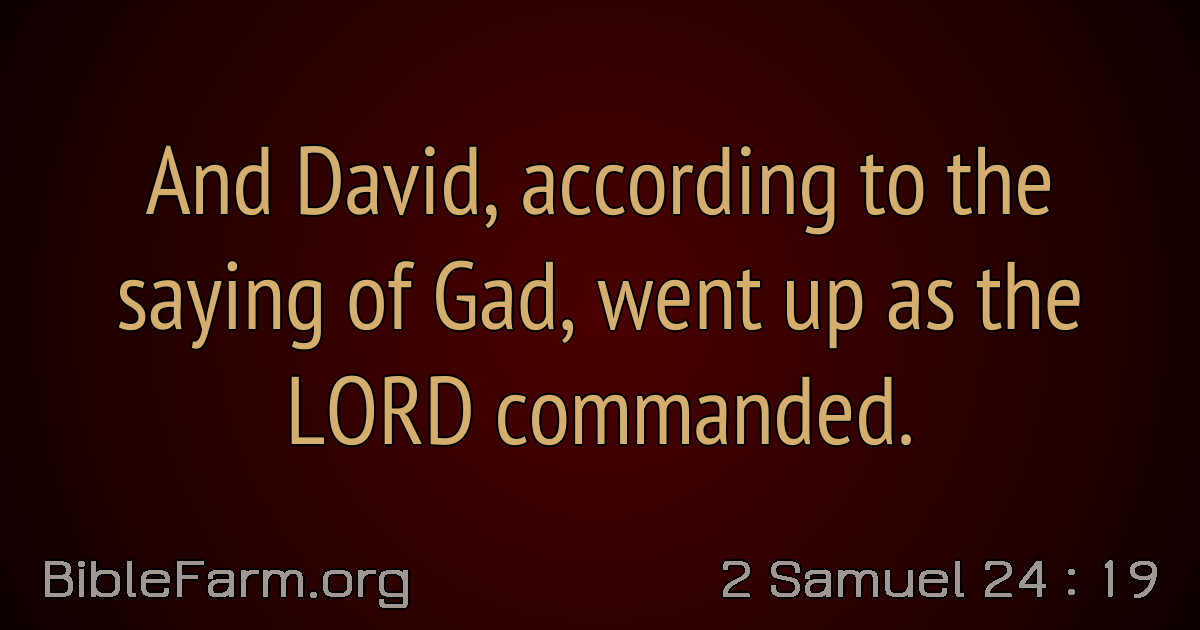 And David, according to the
saying of Gad, went up as the
LORD commanded.
BibleFarm.org
2 Samuel 24 : 19